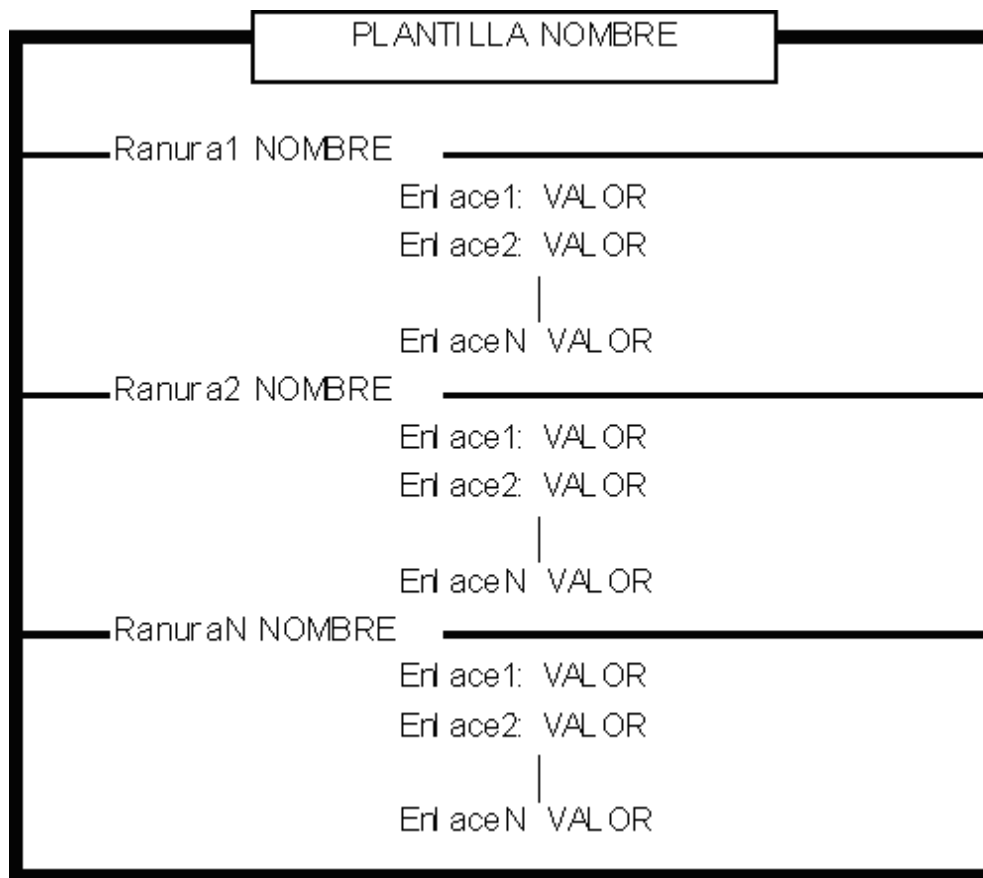 PLANTILLA NOMBRE
Ranura1 NOMBRE
Enlace1: VALOR
Enlace2: VALOR
EnlaceN VALOR
Ranura2 NOMBRE
Enlace1: VALOR
Enlace2: VALOR
EnlaceN VALOR
RanuraN NOMBRE
Enlace1: VALOR
Enlace2: VALOR
EnlaceN VALOR